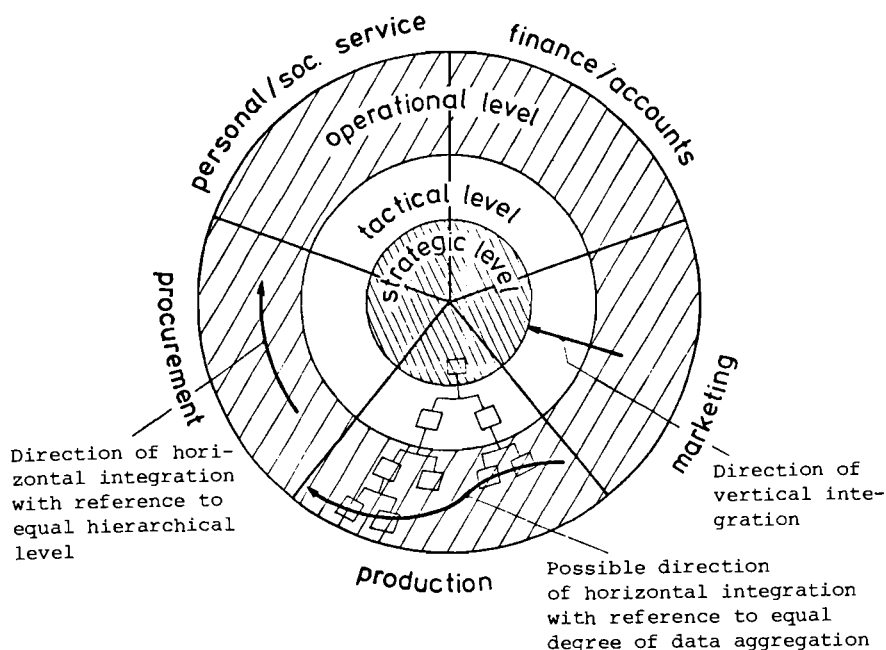 personal/soc. service
finance/accounts
operational level
tactical level
strategic level
procurement
marketing
production
Direction of hori-
zontal integration
with reference to
equal hierarchical
level
Direction of
vertical inte-
gration
Possible direction
of horizontal integration
with reference to equal
degree of data aggregation